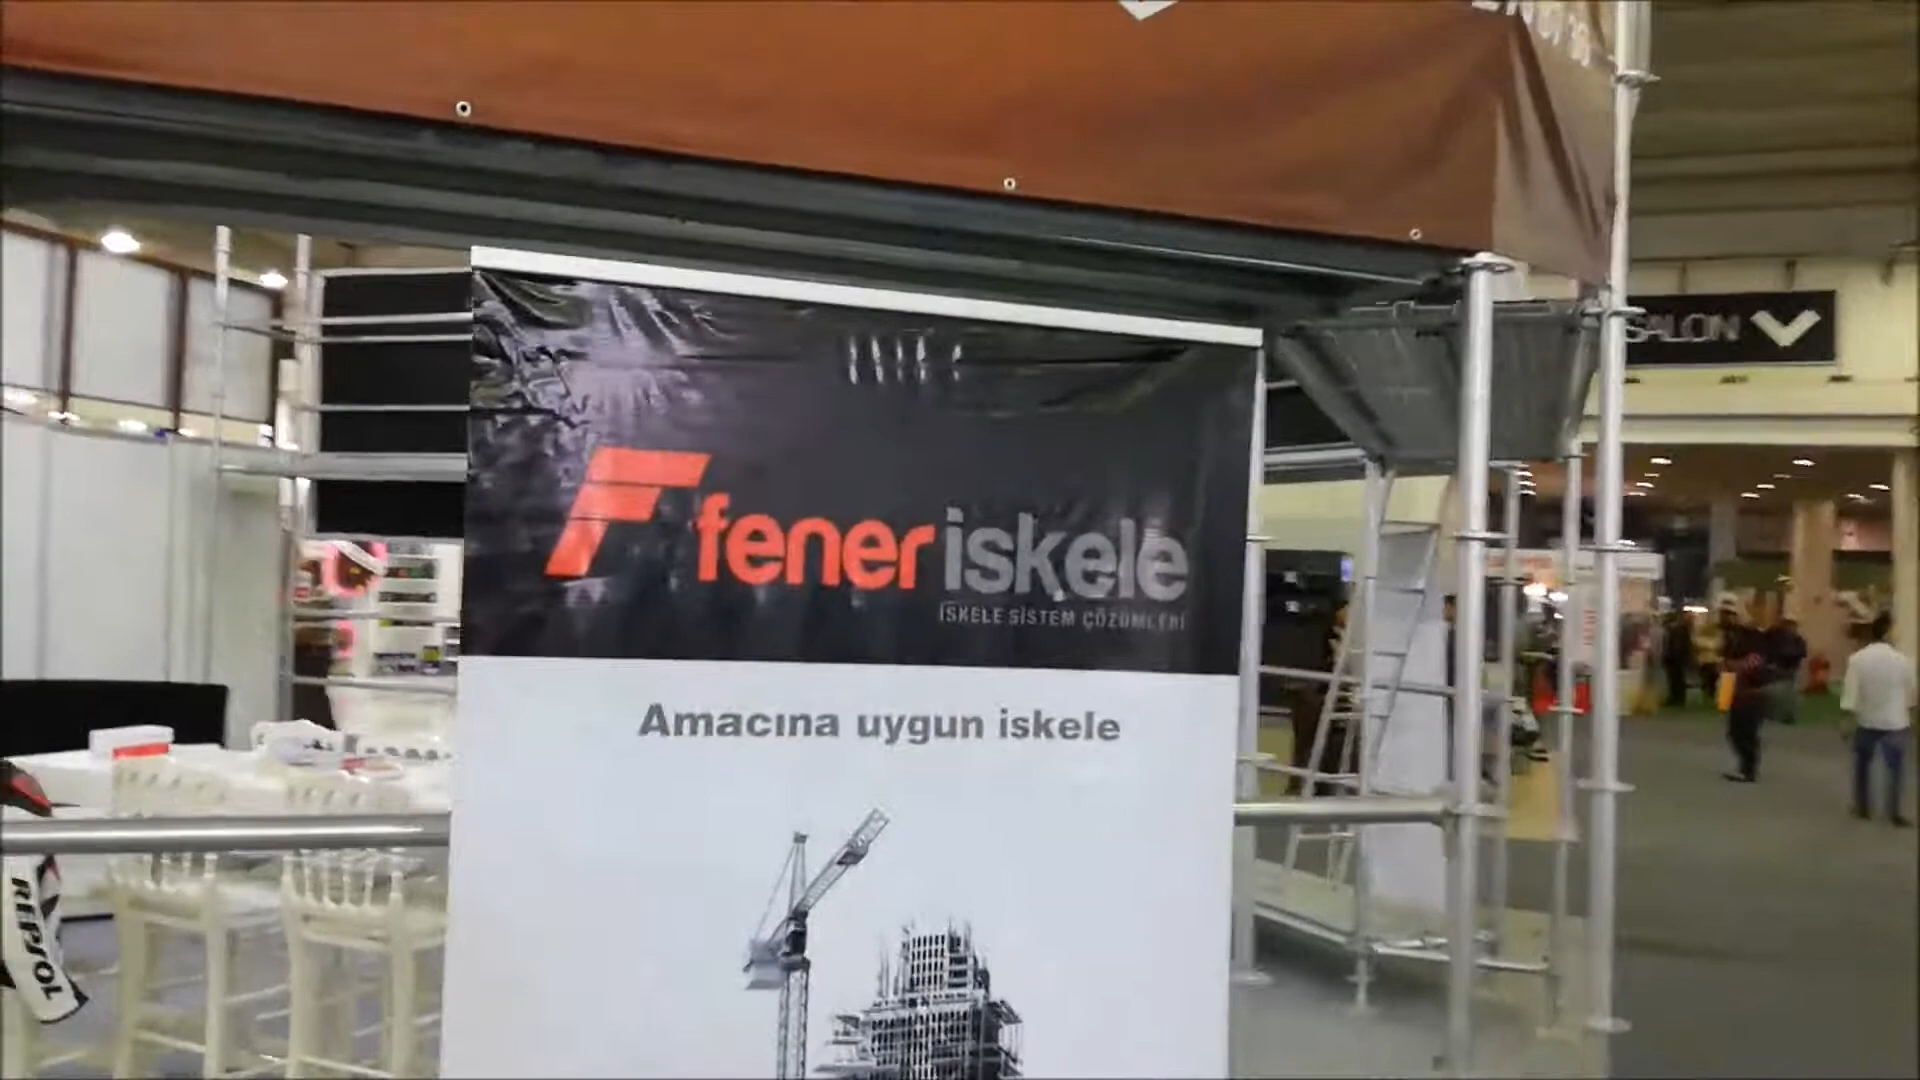 SALON
fener iskele
İSKELE SİSTEM ÇÖZÜMLERİ
Amacına uygun iskele
REPSOL